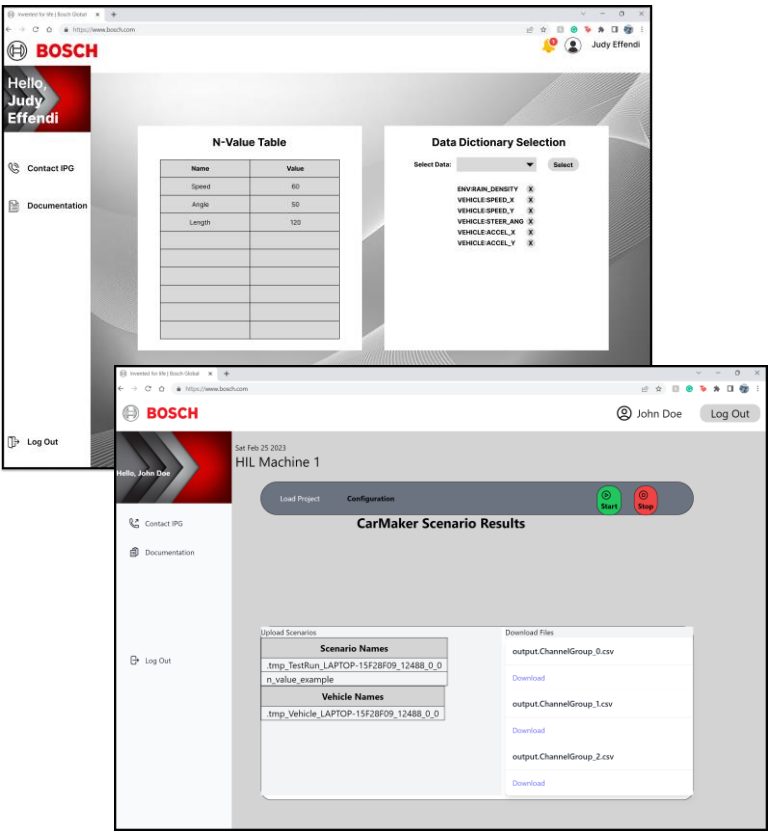 Invented for life | Bosch Global
https://www.bosch.com
BOSCH
1
Judy Effendi
Hello,
Judy
Effendi
Contact IPG
Documentation
Log Out
N-Value Table
Name Value
Speed 60
Angle 50
Length 120
Data Dictionary Selection
Select Data: Select
ENV:RAIN_DENSITY X
VEHICLE:SPEED_X X
VEHICLE:SPEED_Y X
VEHICLE:STEER_ANG X
VEHICLE:ACCEL_X X
VEHICLE:ACCEL_Y X
Invented for life | Bosch Global
https://www.bosch.com
BOSCH
John Doe
Log Out
Hello, John Doe
Contact IPG
Documentation
Log Out
Sat Feb 25 2023
HIL Machine 1
Load Project Configuration
Start Stop
CarMaker Scenario Results
Upload Scenarios
Scenario Names
.tmp_TestRun_LAPTOP-15F28F09_12488_0_0
n_value_example
Vehicle Names
.tmp_Vehicle_LAPTOP-15F28F09_12488_0_0
Download Files
output.ChannelGroup_0.csv
Download
output.ChannelGroup_1.csv
Download
output.ChannelGroup_2.csv
Download